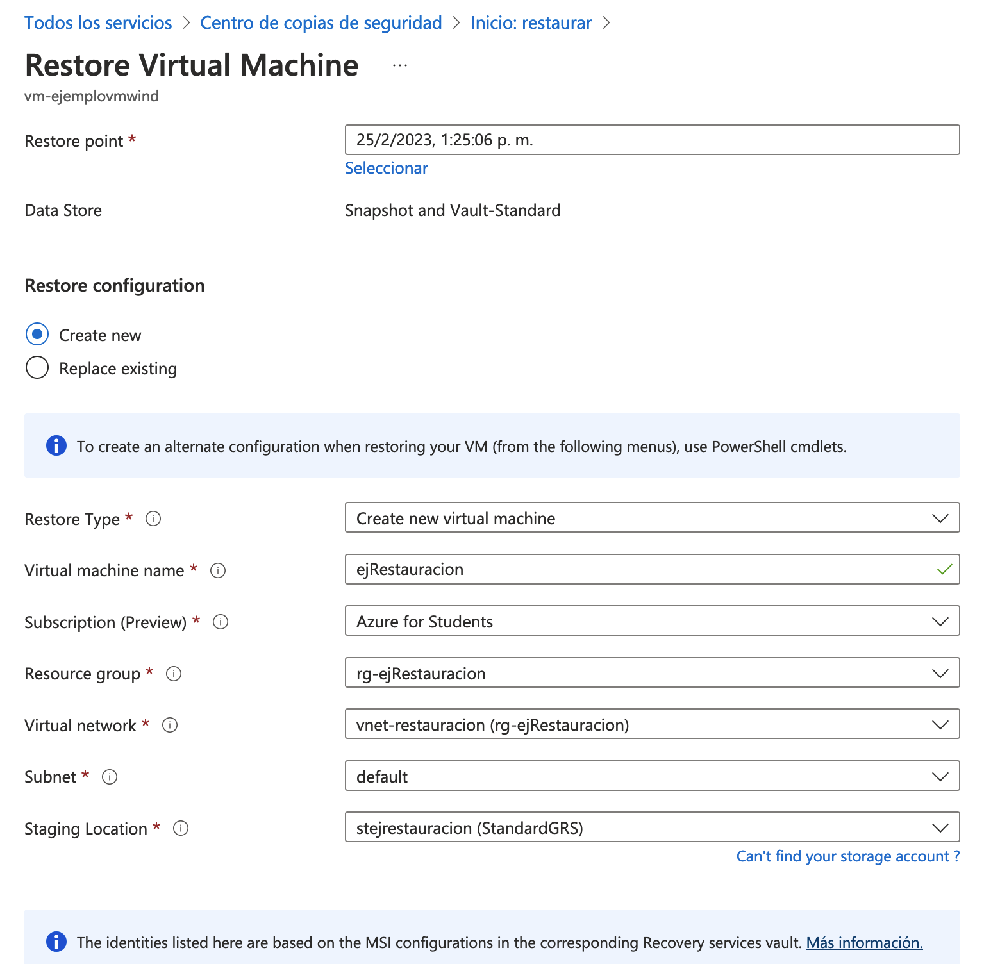 Todos los servicios > Centro de copias de seguridad > Inicio: restaurar >
Restore Virtual Machine ...
vm-ejemplovmwind
Restore point * 25/2/2023, 1:25:06 p. m.
Seleccionar
Data Store Snapshot and Vault-Standard
Restore configuration
Create new
Replace existing
To create an alternate configuration when restoring your VM (from the following menus), use PowerShell cmdlets.
Restore Type * Create new virtual machine
Virtual machine name * ejRestauracion
Subscription (Preview) * Azure for Students
Resource group * rg-ejRestauracion
Virtual network * vnet-restauracion (rg-ejRestauracion)
Subnet * default
Staging Location * stejrestauracion (StandardGRS)
Can't find your storage account ?
The identities listed here are based on the MSI configurations in the corresponding Recovery services vault. Más información.